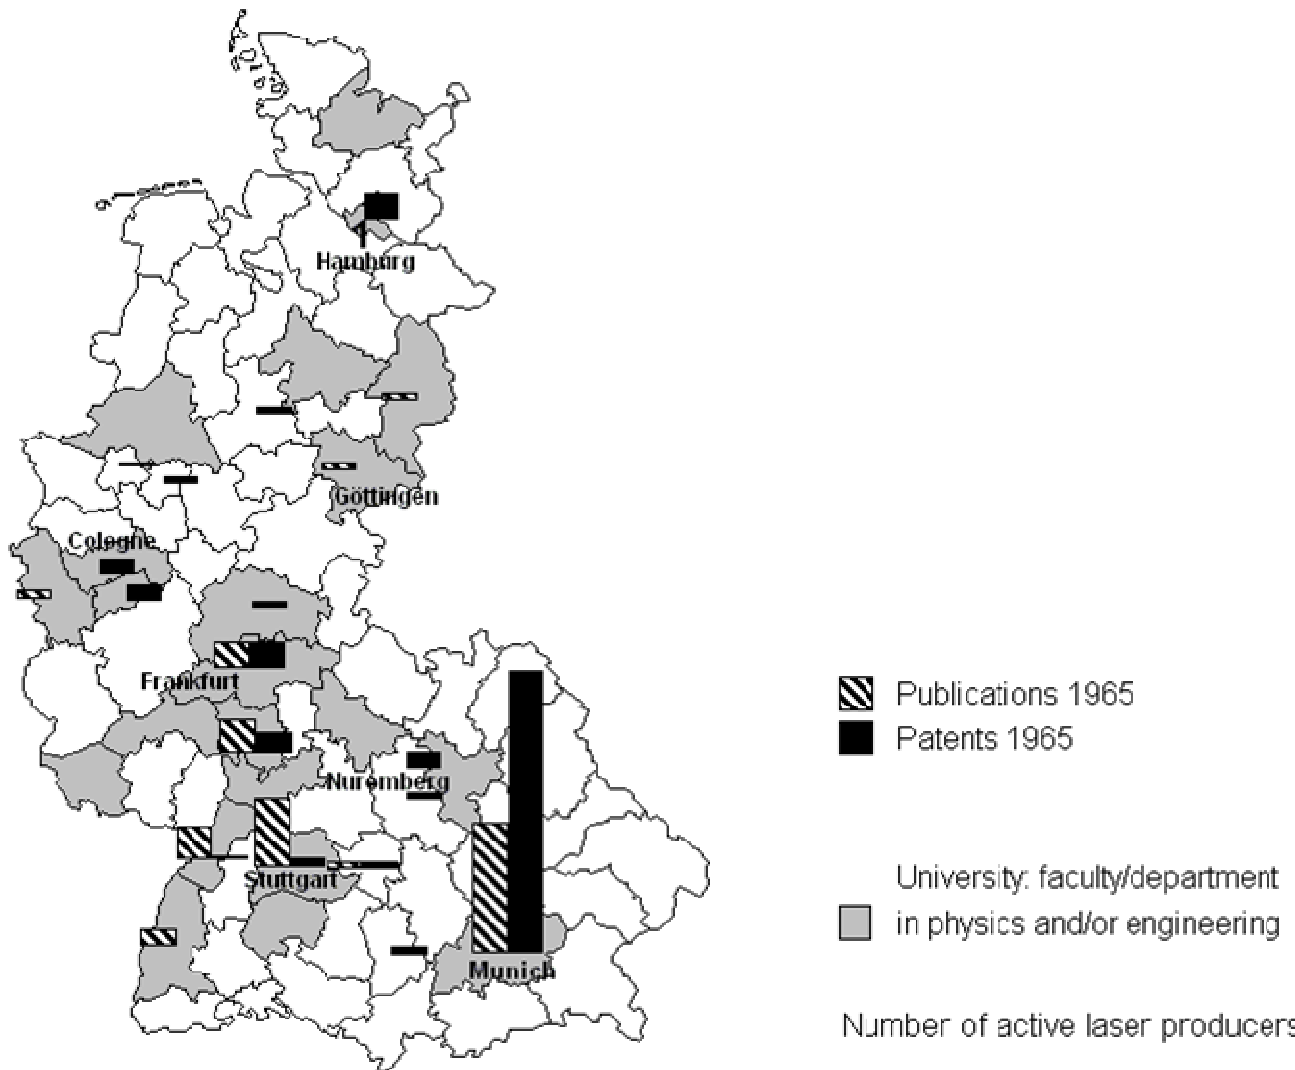 Hamburg
Göttingen
Cologne
Frankfurt
Nuremberg
Stuttgart
Munich
Publications 1965
Patents 1965
University: faculty/department
in physics and/or engineering
Number of active laser producers